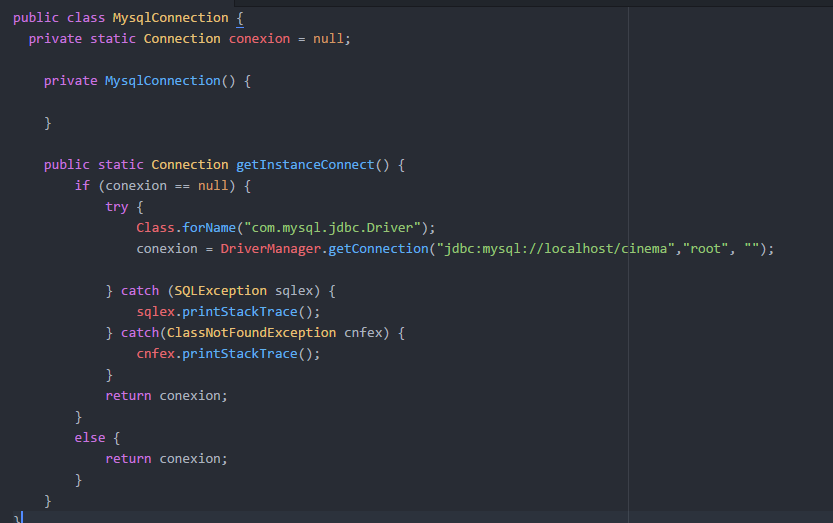 public class MysqlConnection {
private static Connection conexion = null;
private MysqlConnection() {
}
public static Connection getInstanceConnect() {
if (conexion == null) {
try {
Class.forName("com.mysql.jdbc.Driver");
conexion = DriverManager.getConnection("jdbc:mysql://localhost/cinema","root", "");
} catch (SQLException sqlex) {
sqlex.printStackTrace();
} catch(ClassNotFoundException cnfex) {
cnfex.printStackTrace();
}
return conexion;
}
else {
return conexion;
}
}
}